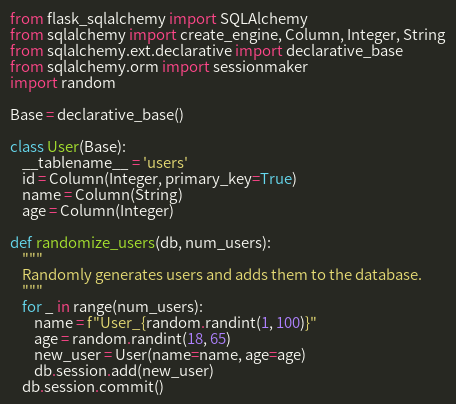 from flask_sqlalchemy import SQLAlchemy
from sqlalchemy import create_engine, Column, Integer, String
from sqlalchemy.ext.declarative import declarative_base
from sqlalchemy.orm import sessionmaker
import random

Base = declarative_base()

class User(Base):
    __tablename__ = 'users'
    id = Column(Integer, primary_key=True)
    name = Column(String)
    age = Column(Integer)

def randomize_users(db, num_users):
    """
    Randomly generates users and adds them to the database.
    """
    for _ in range(num_users):
        name = f"User_{random.randint(1, 100)}"
        age = random.randint(18, 65)
        new_user = User(name=name, age=age)
        db.session.add(new_user)
    db.session.commit()